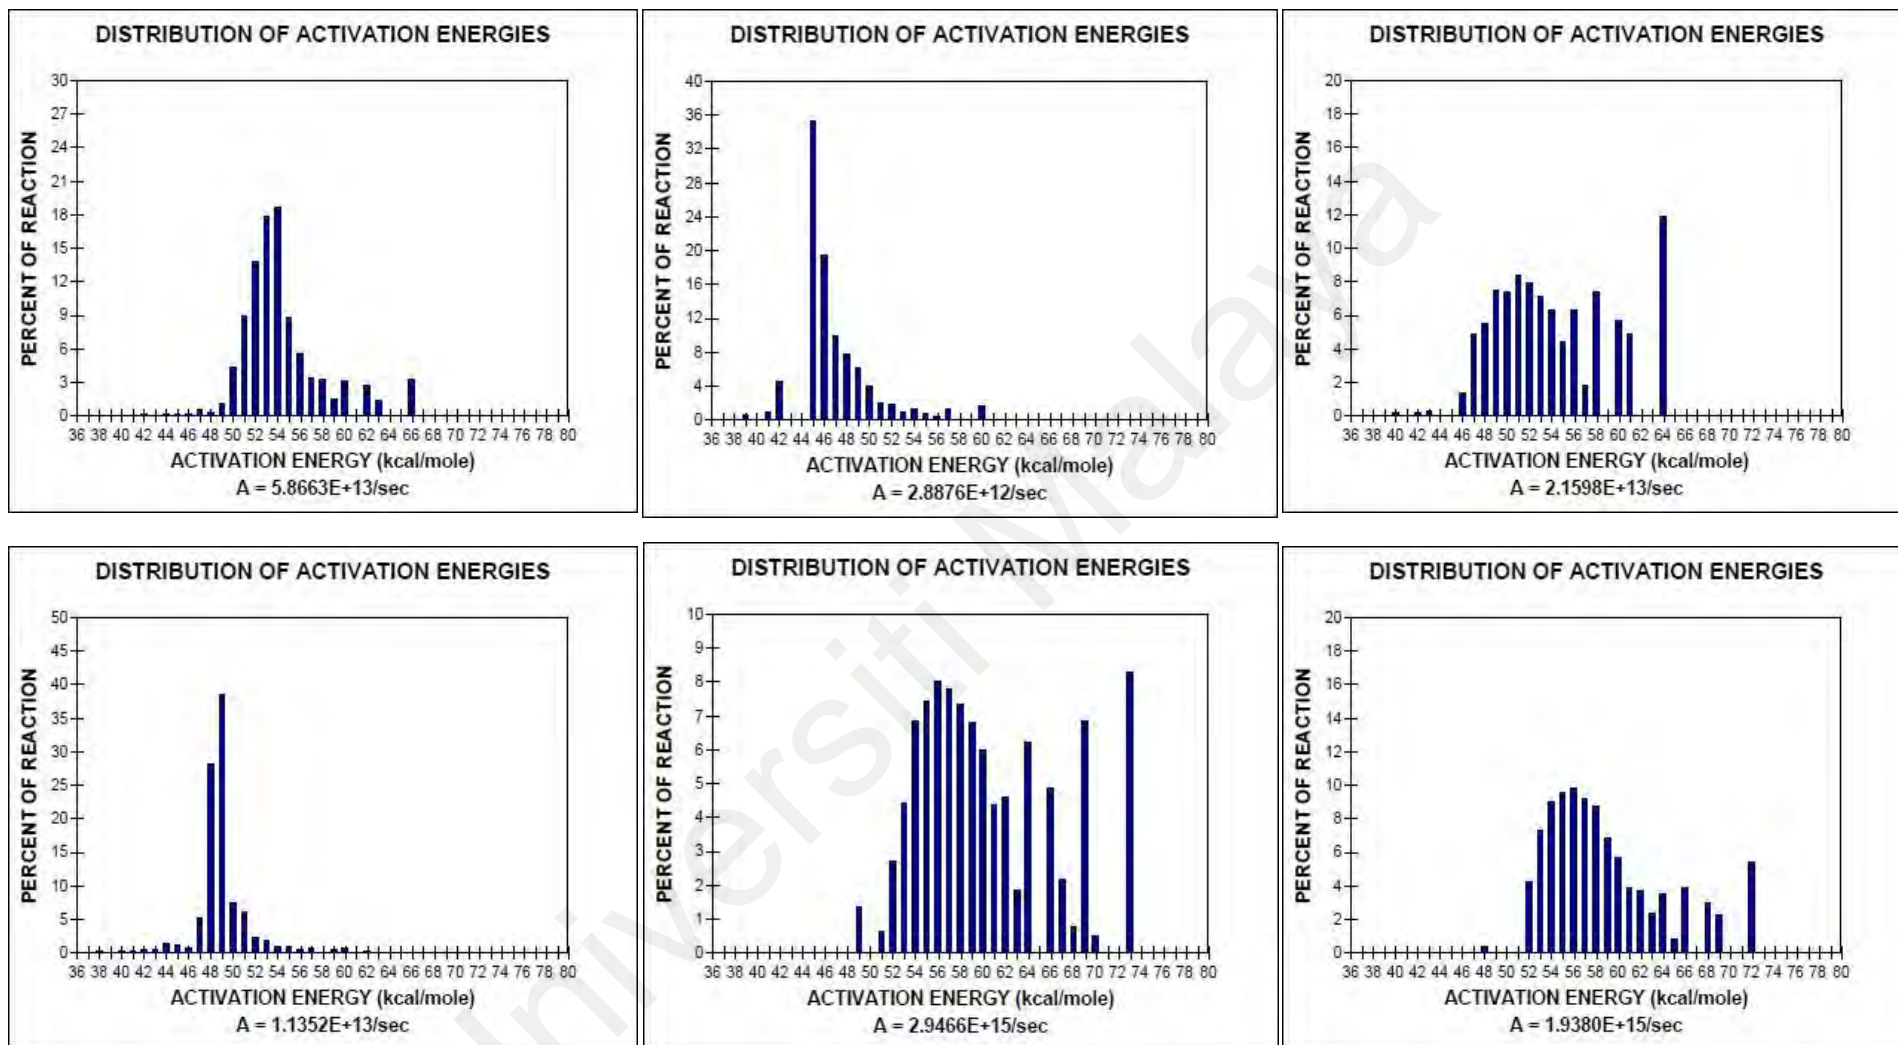 DISTRIBUTION OF ACTIVATION ENERGIES
PERCENT OF REACTION
30
27
24
21
18
15
12
9
6
3
0
36 38 40 42 44 46 48 50 52 54 56 58 60 62 64 66 68 70 72 74 76 78 80
ACTIVATION ENERGY (kcal/mole)
A = 5.8663E+13/sec
DISTRIBUTION OF ACTIVATION ENERGIES
PERCENT OF REACTION
40
36
32
28
24
20
16
12
8
4
0
36 38 40 42 44 46 48 50 52 54 56 58 60 62 64 66 68 70 72 74 76 78 80
ACTIVATION ENERGY (kcal/mole)
A = 2.8876E+12/sec
DISTRIBUTION OF ACTIVATION ENERGIES
PERCENT OF REACTION
20
18
16
14
12
10
8
6
4
2
0
36 38 40 42 44 46 48 50 52 54 56 58 60 62 64 66 68 70 72 74 76 78 80
ACTIVATION ENERGY (kcal/mole)
A = 2.1598E+13/sec
DISTRIBUTION OF ACTIVATION ENERGIES
PERCENT OF REACTION
50
45
40
35
30
25
20
15
10
5
0
36 38 40 42 44 46 48 50 52 54 56 58 60 62 64 66 68 70 72 74 76 78 80
ACTIVATION ENERGY (kcal/mole)
A = 1.1352E+13/sec
DISTRIBUTION OF ACTIVATION ENERGIES
PERCENT OF REACTION
10
9
8
7
6
5
4
3
2
1
0
36 38 40 42 44 46 48 50 52 54 56 58 60 62 64 66 68 70 72 74 76 78 80
ACTIVATION ENERGY (kcal/mole)
A = 2.9466E+15/sec
DISTRIBUTION OF ACTIVATION ENERGIES
PERCENT OF REACTION
20
18
16
14
12
10
8
6
4
2
0
36 38 40 42 44 46 48 50 52 54 56 58 60 62 64 66 68 70 72 74 76 78 80
ACTIVATION ENERGY (kcal/mole)
A = 1.9380E+15/sec
niversiti Malaya